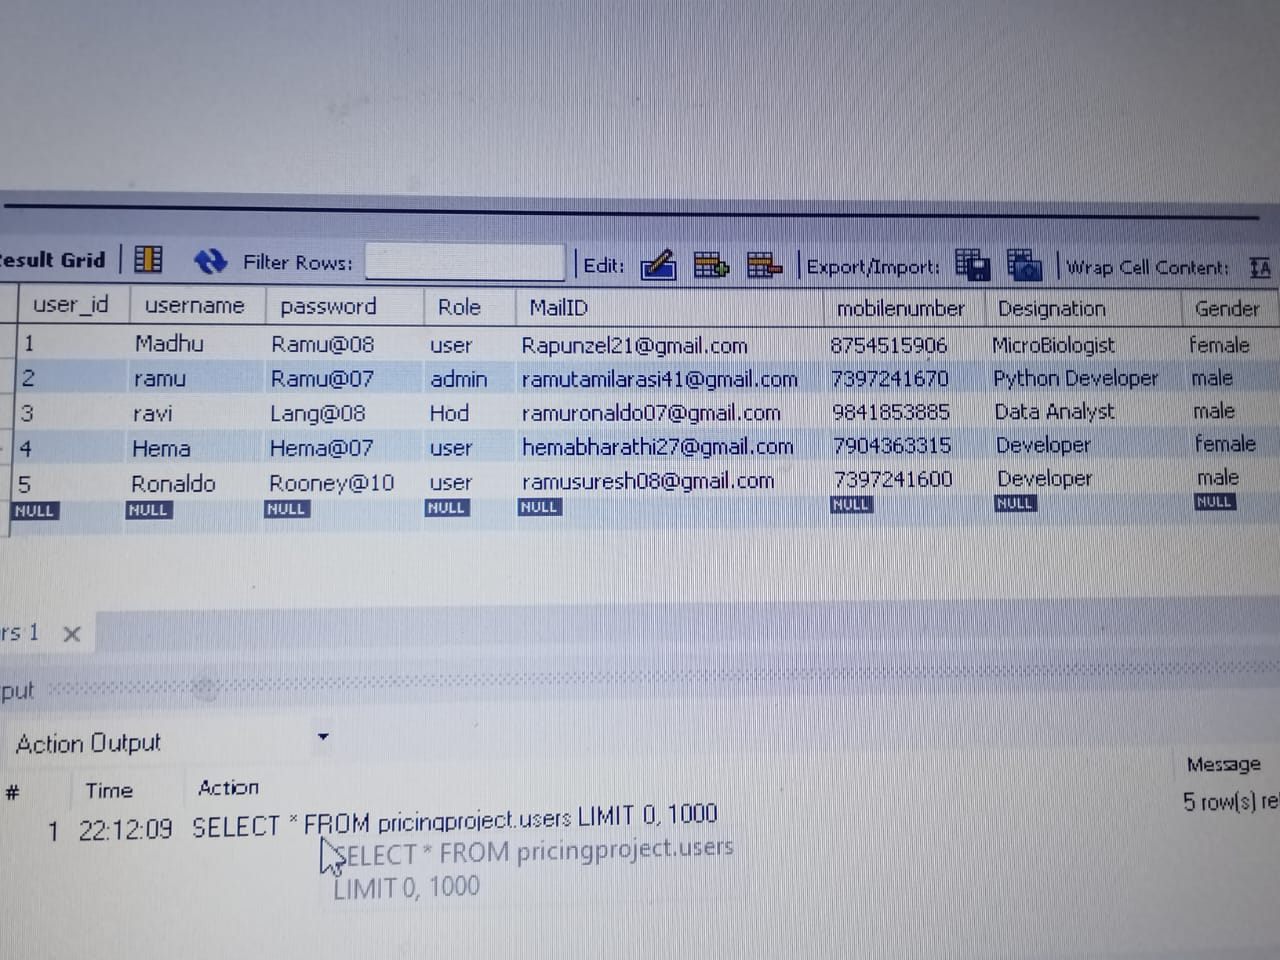 esult Grid Filter Rows: Edit: Export/Import: Wrap Cell Content:
user_id username password Role MailID mobilenumber Designation Gender
1 Madhu Ramu@08 user Rapunzel21@gmail.com 8754515906 MicroBiologist female
2 ramu Ramu@07 admin ramutamilarasi41@gmail.com 7397241670 Python Developer male
3 ravi Lang@08 Hod ramuronaldo07@gmail.com 9841853885 Data Analyst male
4 Hema Hema@07 user hemabharathi27@gmail.com 7904363315 Developer female
5 Ronaldo Rooney@10 user ramusuresh08@gmail.com 7397241600 Developer male
NULL NULL NULL NULL NULL NULL NULL NULL
rs 1
put
Action Output
# Time Action Message
1 22:12:09 SELECT * FROM pricingproject.users LIMIT 0, 1000 5 row(s) re
SELECT * FROM pricingproject.users
LIMIT 0, 1000